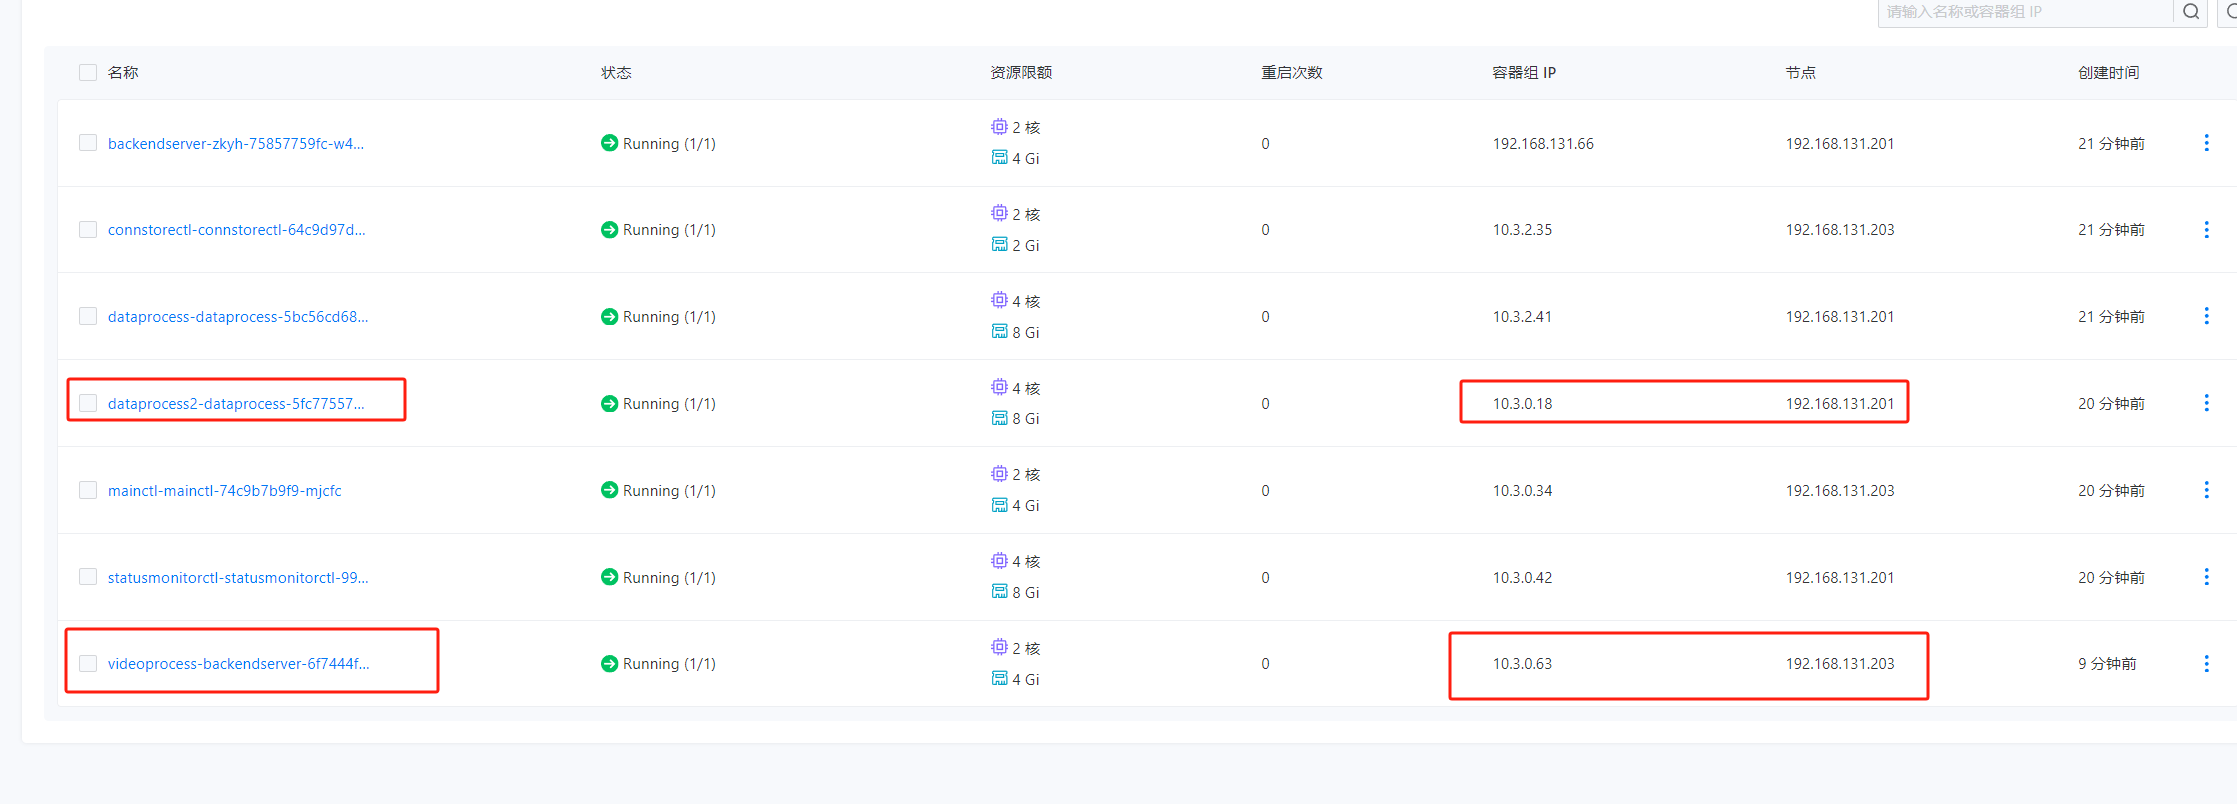 请输入名称或容器组 IP
名称 状态 资源限额 重启次数 容器组 IP 节点 创建时间
backendserver-zkyh-75857759fc-w4... Running (1/1) 2 核 0 192.168.131.66 192.168.131.201 21 分钟前
4 Gi
connstorectl-connstorectl-64c9d97d... Running (1/1) 2 核 0 10.3.2.35 192.168.131.203 21 分钟前
2 Gi
dataprocess-dataprocess-5bc56cd68... Running (1/1) 4 核 0 10.3.2.41 192.168.131.201 21 分钟前
8 Gi
dataprocess2-dataprocess-5fc77557... Running (1/1) 4 核 0 10.3.0.18 192.168.131.201 20 分钟前
8 Gi
mainctl-mainctl-74c9b7b9f9-mjcfc Running (1/1) 2 核 0 10.3.0.34 192.168.131.203 20 分钟前
4 Gi
statusmonitorctl-statusmonitorctl-99... Running (1/1) 4 核 0 10.3.0.42 192.168.131.201 20 分钟前
8 Gi
videoprocess-backendserver-6f7444f... Running (1/1) 2 核 0 10.3.0.63 192.168.131.203 9 分钟前
4 Gi